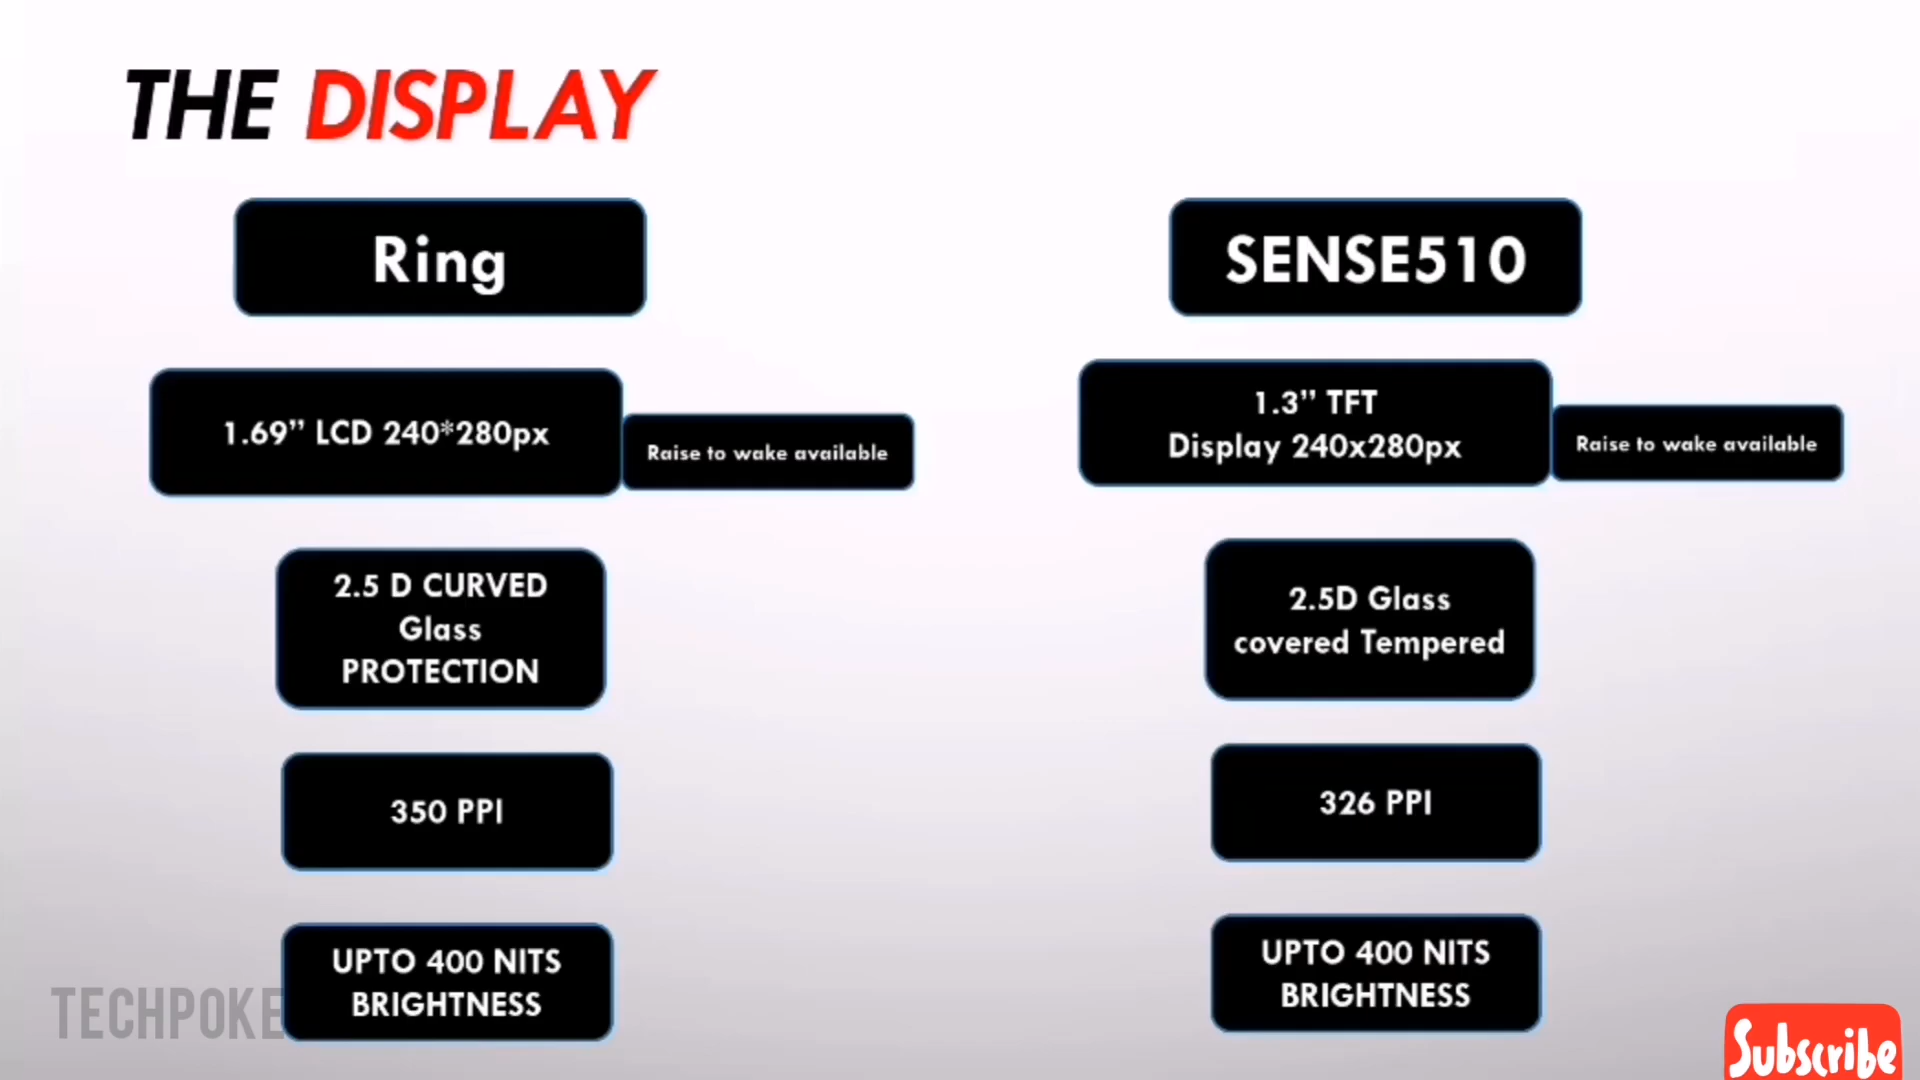 THE DISPLAY
Ring
1.69” LCD 240*280px
Raise to wake available
2.5 D CURVED
Glass
PROTECTION
350 PPI
UPTO 400 NITS
BRIGHTNESS
SENSE510
1.3” TFT
Display 240x280px
Raise to wake available
2.5D Glass
covered Tempered
326 PPI
UPTO 400 NITS
BRIGHTNESS
TECHPOKE
Subscribe